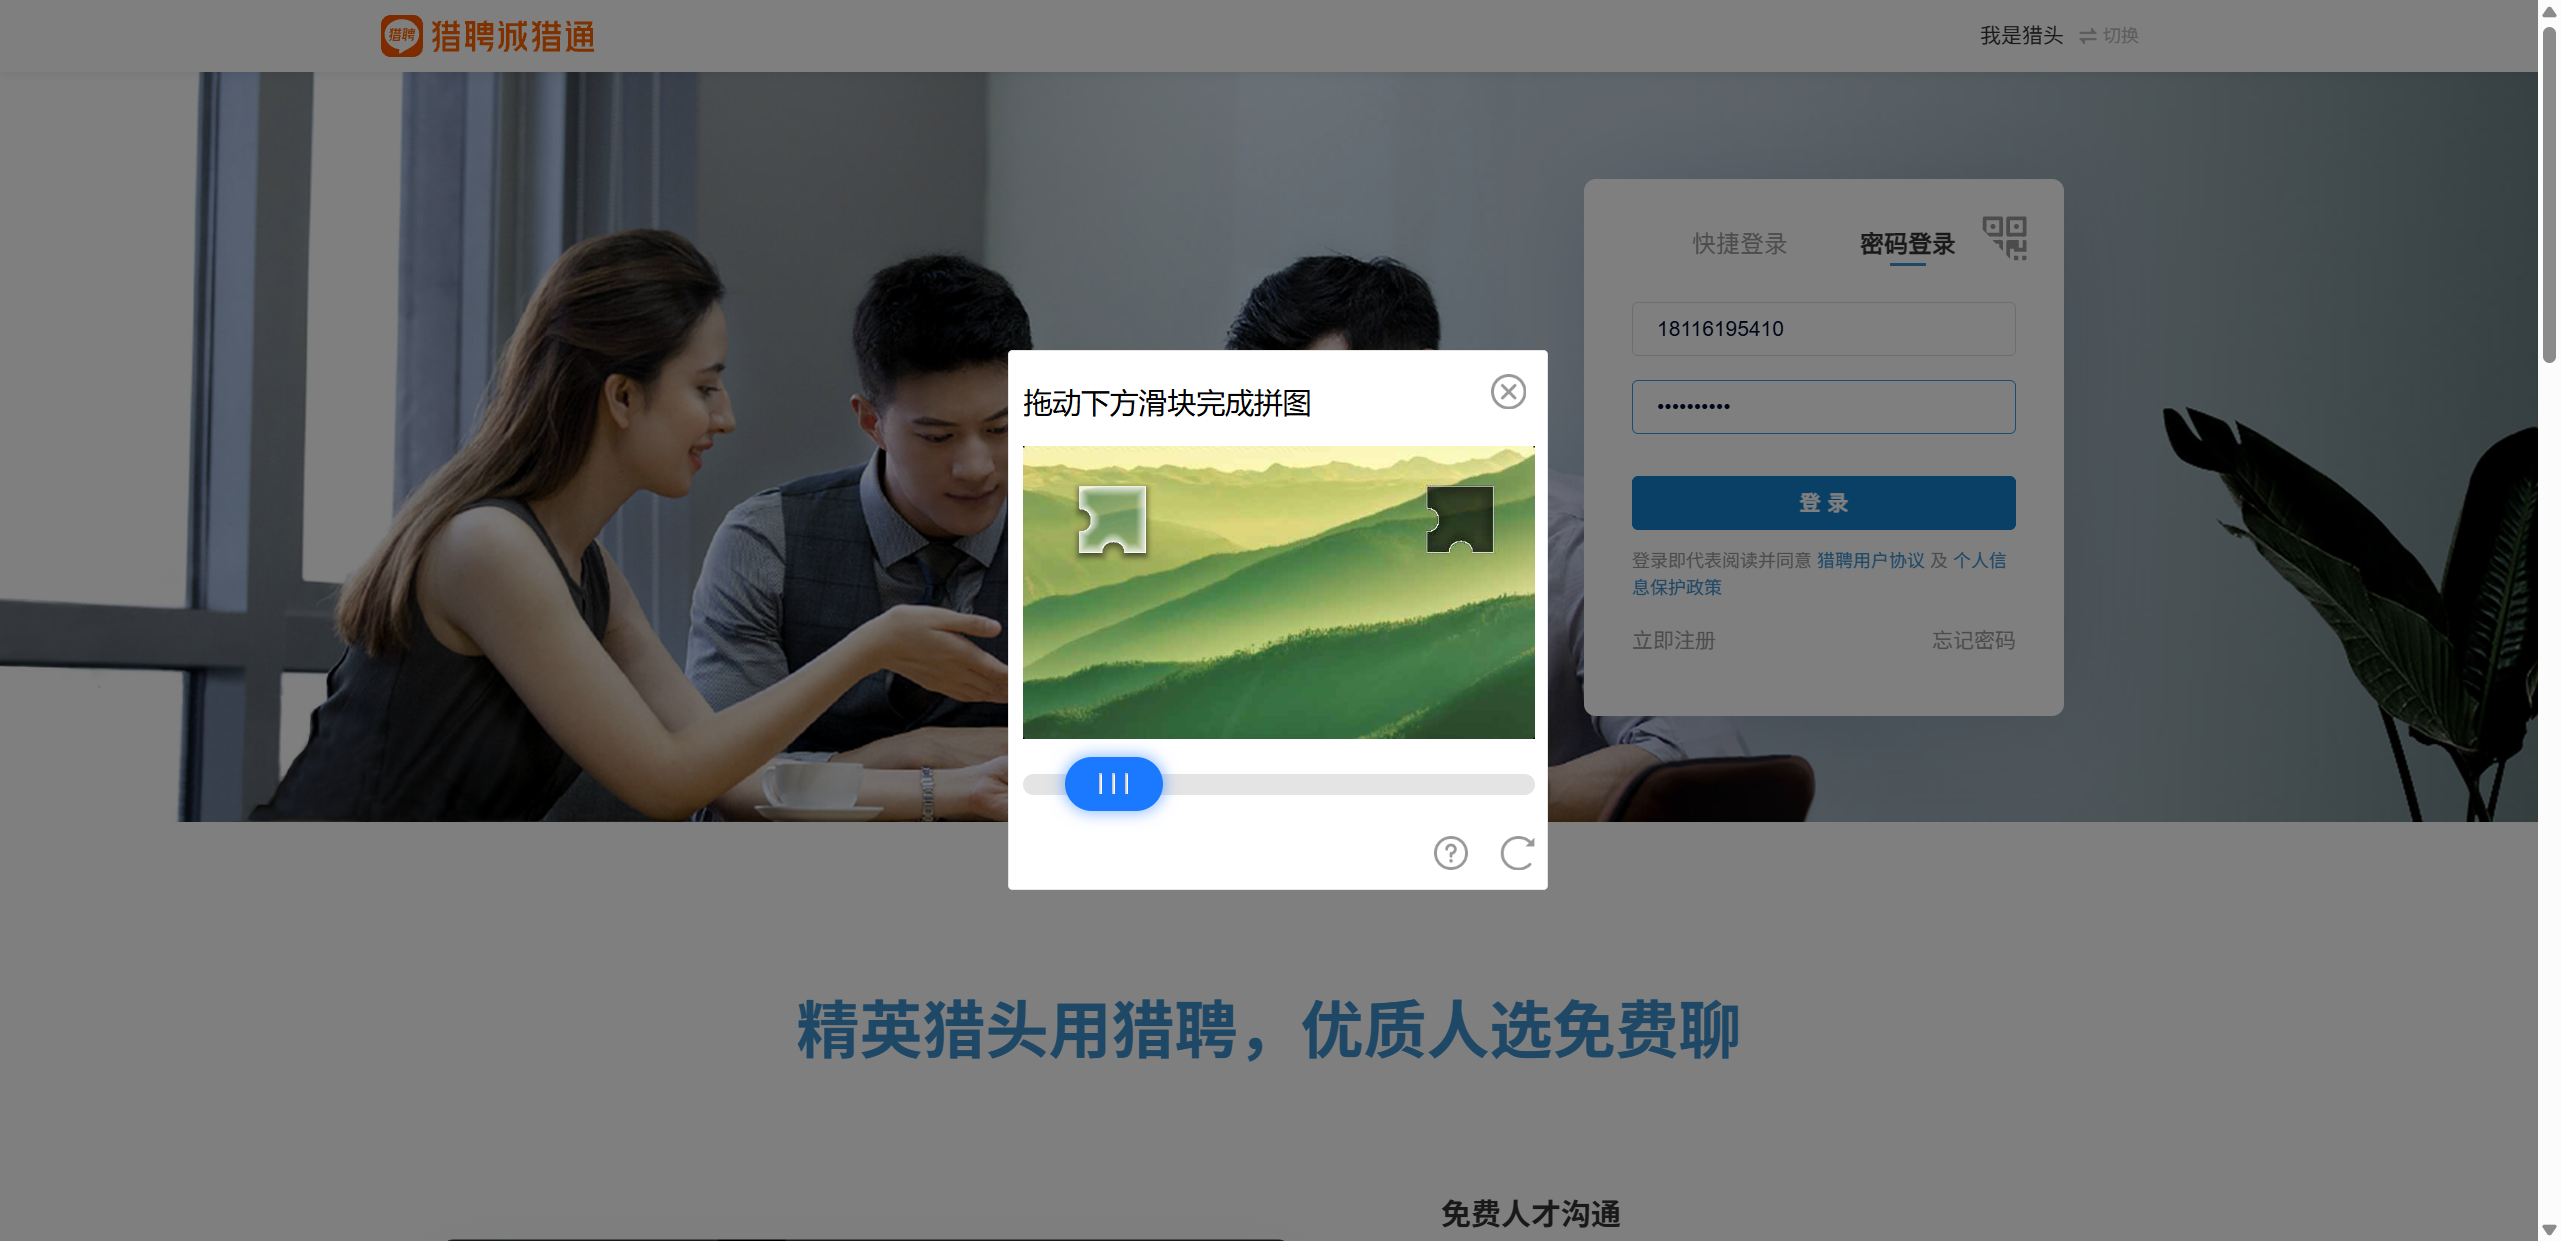 猎聘 猎聘诚猎通
我是猎头 切换
快捷登录 密码登录
18116195410
••••••••••
登 录
登录即代表阅读并同意 猎聘用户协议 及 个人信
息保护政策
立即注册 忘记密码
拖动下方滑块完成拼图
精英猎头用猎聘，优质人选免费聊
免费人才沟通